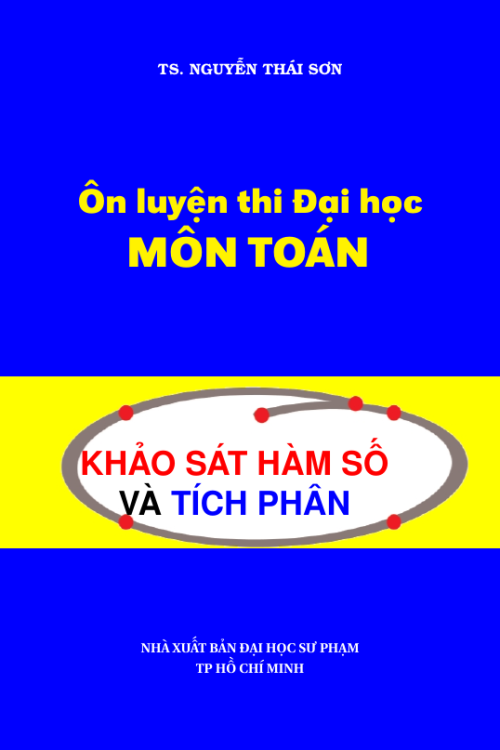 TS. NGUYỄN THÁI SƠN
Ôn luyện thi Đại học
MÔN TOÁN
KHẢO SÁT HÀM SỐ
VÀ TÍCH PHÂN
NHÀ XUẤT BẢN ĐẠI HỌC SƯ PHẠM
TP HỒ CHÍ MINH